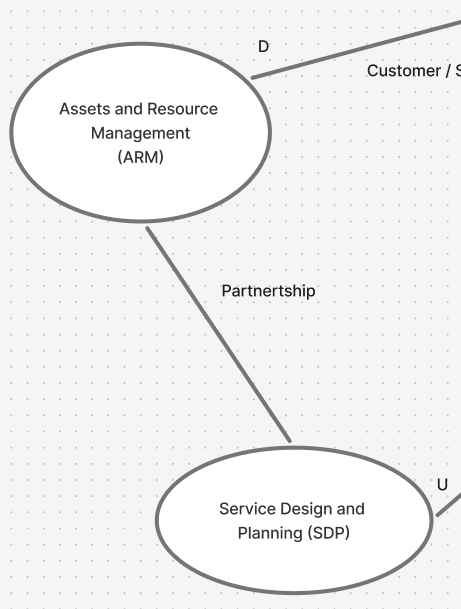 D
Customer / S
Assets and Resource
Management
(ARM)
Partnertship
Service Design and
Planning (SDP)
U